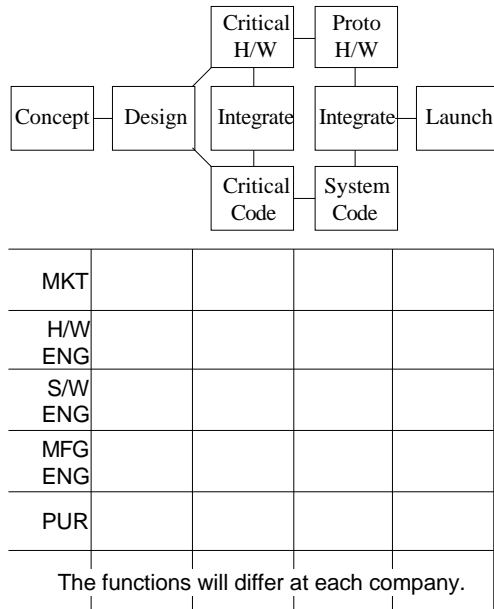 Critical
H/W
Proto
H/W
Concept
Design
Integrate
Integrate
Launch
Critical
Code
System
Code
MKT
H/W
ENG
S/W
ENG
MFG
ENG
PUR
The functions will differ at each company.